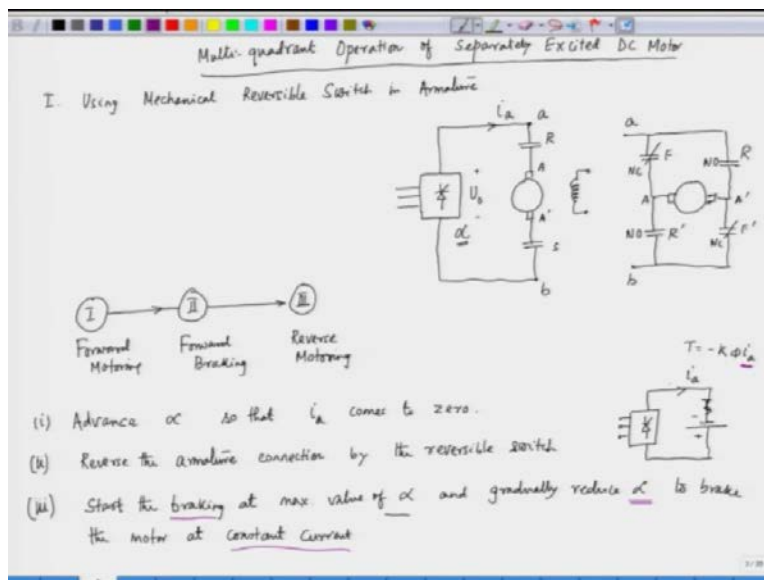 Multi-quadrant Operation of Separately Excited DC Motor
I. Using Mechanical Reversible Switch in Armature
ia a
R
A
U0
+
-
α
A'
s
b
a
F
NC
NO R
A A'
NO R'
NC F'
b
I II III
Forward Motoring
Forward Braking
Reverse Motoring
T = -KΦia
ia
-
+
(i) Advance α so that ia comes to zero.
(ii) Reverse the armature connection by the reversible switch
(iii) Start the braking at max. value of α and gradually reduce α to brake
the motor at constant current